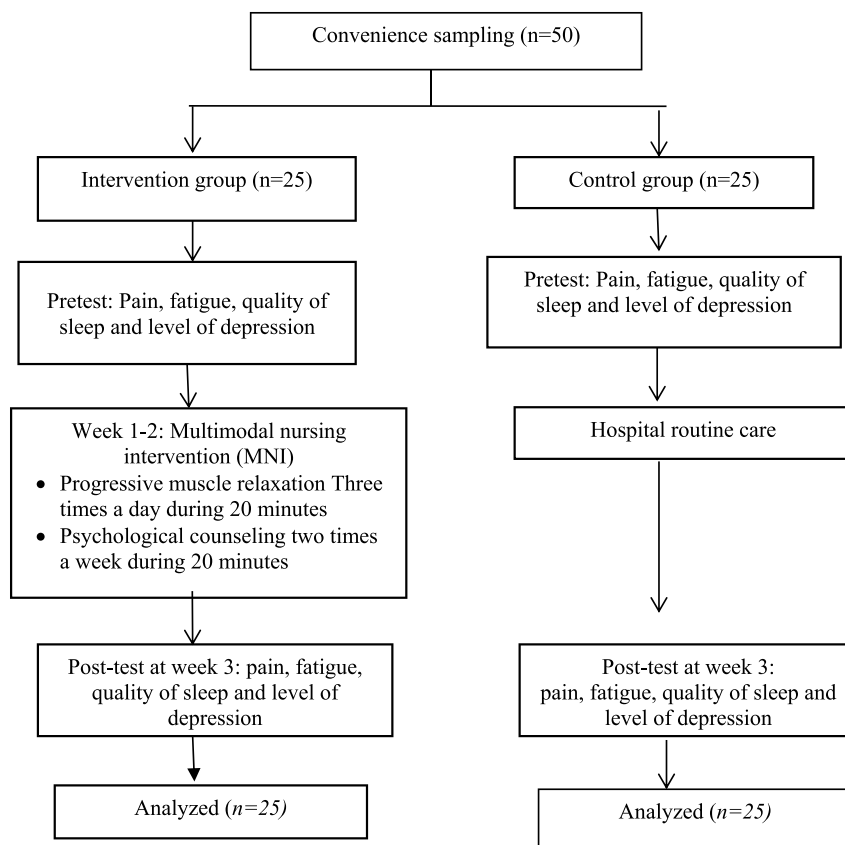 Convenience sampling (n=50)
Intervention group (n=25)
Control group (n=25)
Pretest: Pain, fatigue, quality of
sleep and level of depression
Pretest: Pain, fatigue, quality of
sleep and level of depression
Week 1-2: Multimodal nursing
intervention (MNI)
• Progressive muscle relaxation Three
times a day during 20 minutes
• Psychological counseling two times
a week during 20 minutes
Hospital routine care
Post-test at week 3: pain, fatigue,
quality of sleep and level of
depression
Post-test at week 3:
pain, fatigue, quality of sleep and
level of depression
Analyzed (n=25)
Analyzed (n=25)